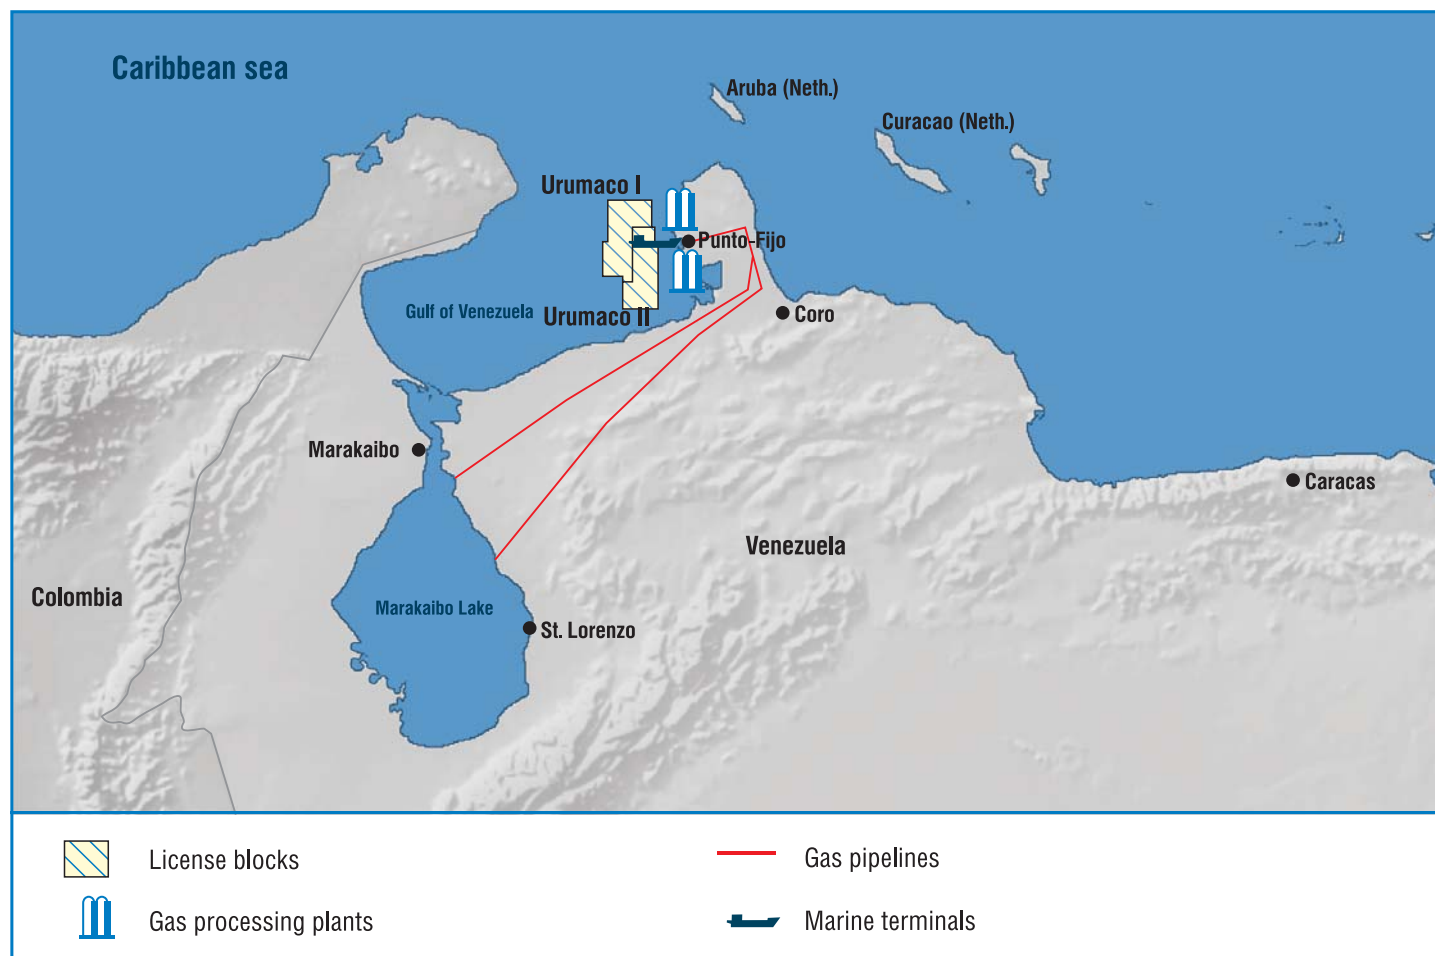 Caribbean sea
Aruba (Neth.)
Curacao (Neth.)
Urumaco I
Punto-Fijo
Gulf of Venezuela
Urumaco II
Coro
Marakaibo
Caracas
Venezuela
Colombia
Marakaibo Lake
St. Lorenzo
License blocks
Gas pipelines
Gas processing plants
Marine terminals